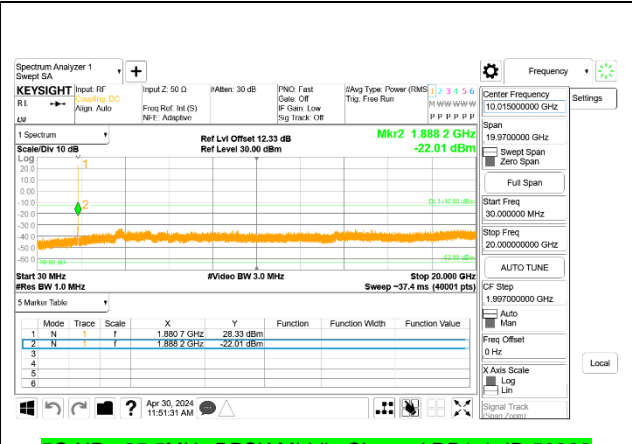 Spectrum Analyzer 1
Swept SA
Frequency
Settings
KEYSIGHT
Input: RF
Input Z: 50 Ω
#Atten: 30 dB
PNO: Fast
#Avg Type: Power (RMS
1 2 3 4 5 6
R L
Coupling: DC
Gate: Off
Trig: Free Run
M W W W W W
Align: Auto
Freq Ref: Int (S)
IF Gain: Low
NFE: Adaptive
Sig Track: Off
P P P P P P
1 Spectrum
Ref Lvl Offset 12.33 dB
Mkr2 1.888 2 GHz
Scale/Div 10 dB
Ref Level 30.00 dBm
-22.01 dBm
Log
20.0
10.0
0.00
-10.0
-20.0
-30.0
-40.0
-50.0
-60.0
1
2
DL1 -13.00 dBm
Start 30 MHz
#Video BW 3.0 MHz
Stop 20.000 GHz
#Res BW 1.0 MHz
Sweep ~37.4 ms (40001 pts)
5 Marker Table
Mode Trace Scale X Y Function Function Width Function Value
1 N 1 f 1.880 7 GHz 28.33 dBm
2 N 1 f 1.888 2 GHz -22.01 dBm
3
4
5
6
Apr 30, 2024
11:51:31 AM
Center Frequency
10.015000000 GHz
Span
19.9700000 GHz
Swept Span
Zero Span
Full Span
Start Freq
30.000000 MHz
Stop Freq
20.000000000 GHz
AUTO TUNE
CF Step
1.997000000 GHz
Auto
Man
Freq Offset
0 Hz
X Axis Scale
Log
Lin
Signal Track
(Span Zoom)
Local